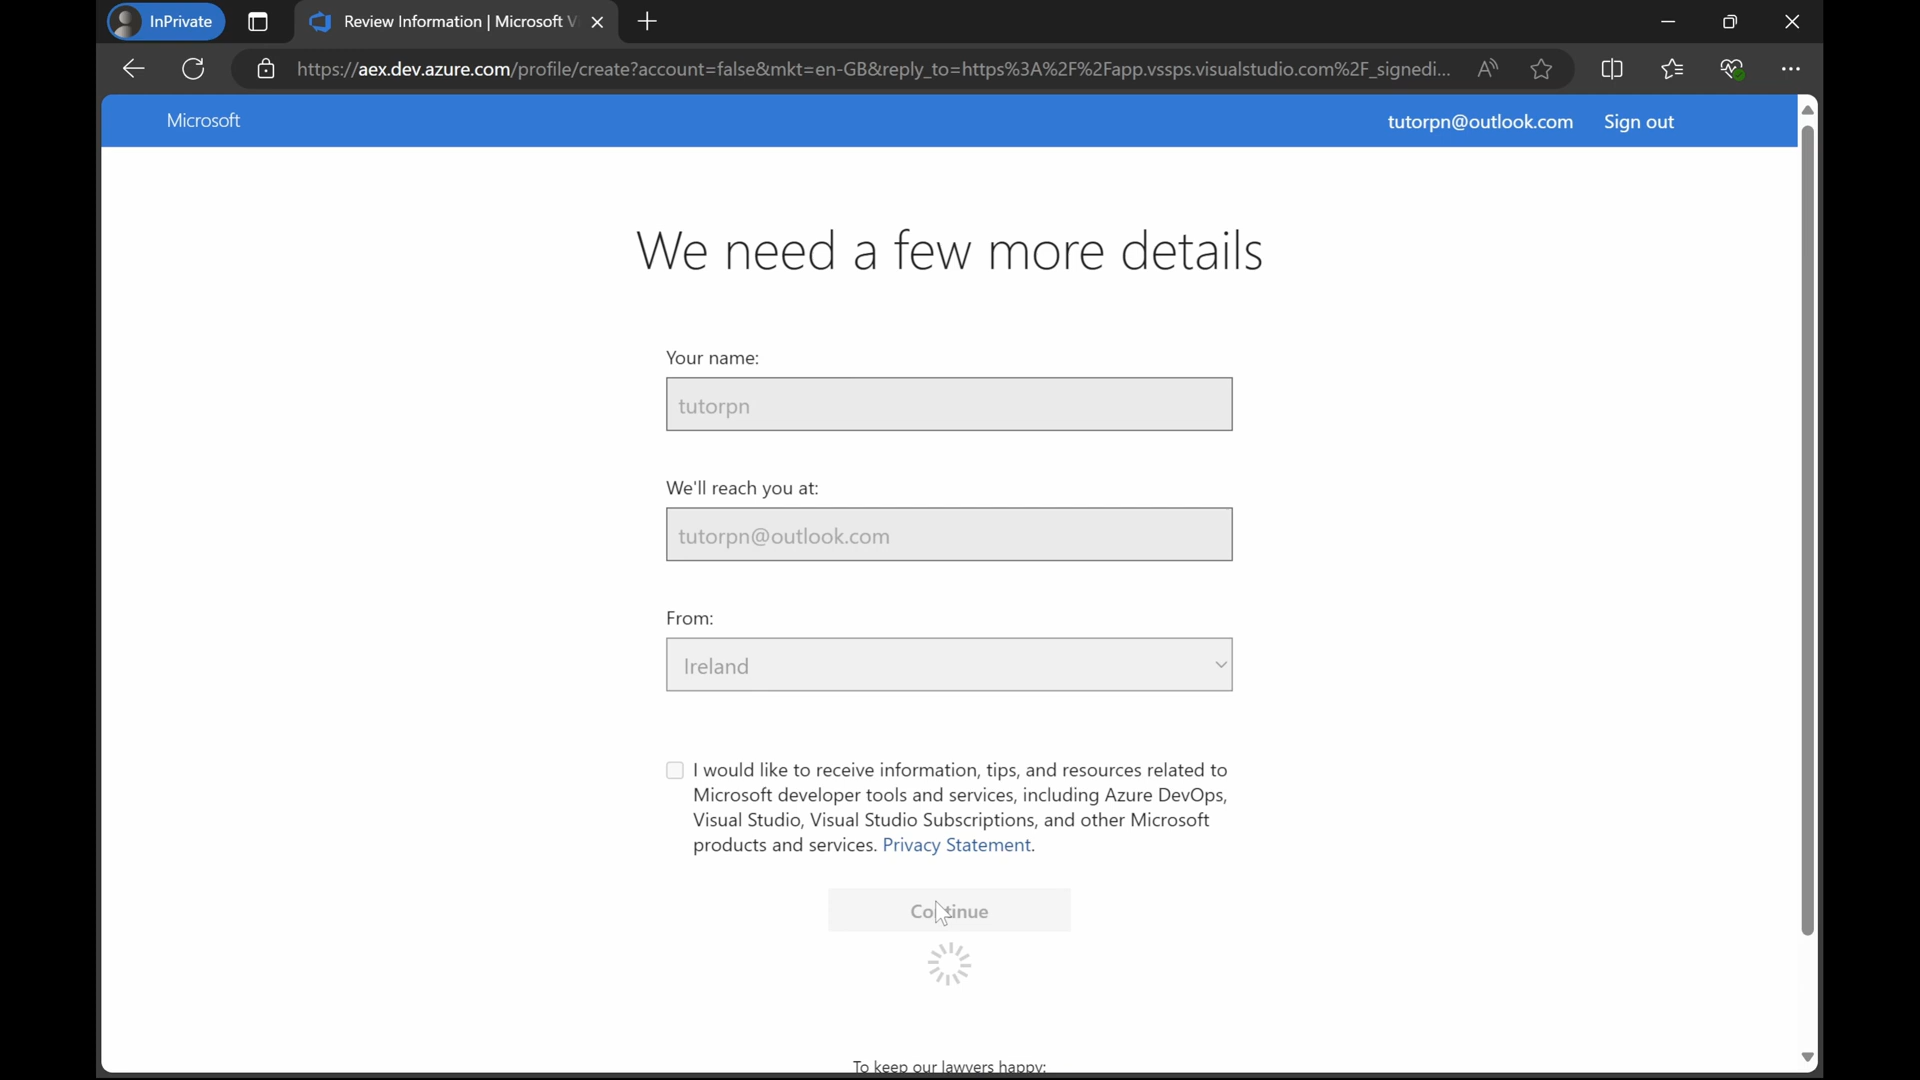 InPrivate
Review Information | Microsoft Vi
https://aex.dev.azure.com/profile/create?account=false&mkt=en-GB&reply_to=https%3A%2F%2Fapp.vssps.visualstudio.com%2F_signedi...
Microsoft
tutorpn@outlook.com
Sign out
We need a few more details
Your name:
tutorpn
We'll reach you at:
tutorpn@outlook.com
From:
Ireland
I would like to receive information, tips, and resources related to
Microsoft developer tools and services, including Azure DevOps,
Visual Studio, Visual Studio Subscriptions, and other Microsoft
products and services. Privacy Statement.
Continue
To keep our lawyers happy: